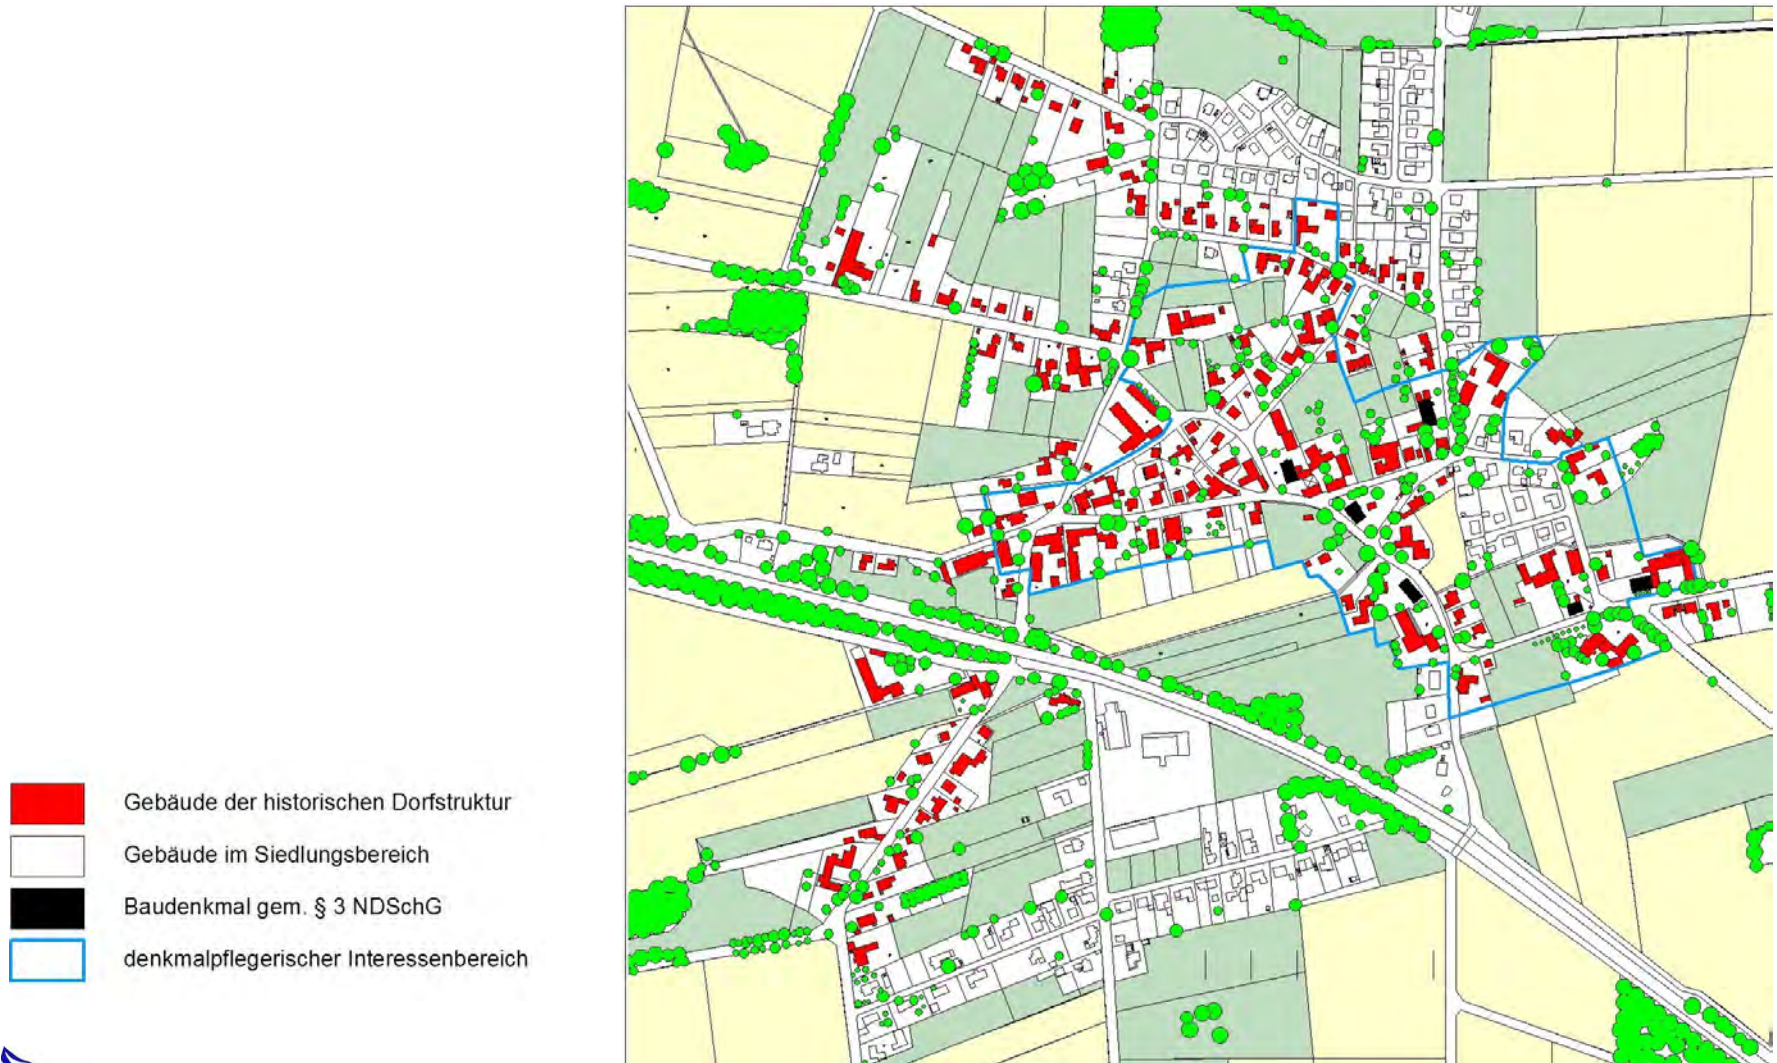 Gebäude der historischen Dorfstruktur
Gebäude im Siedlungsbereich
Baudenkmal gem. § 3 NDSchG
denkmalpflegerischer Interessenbereich